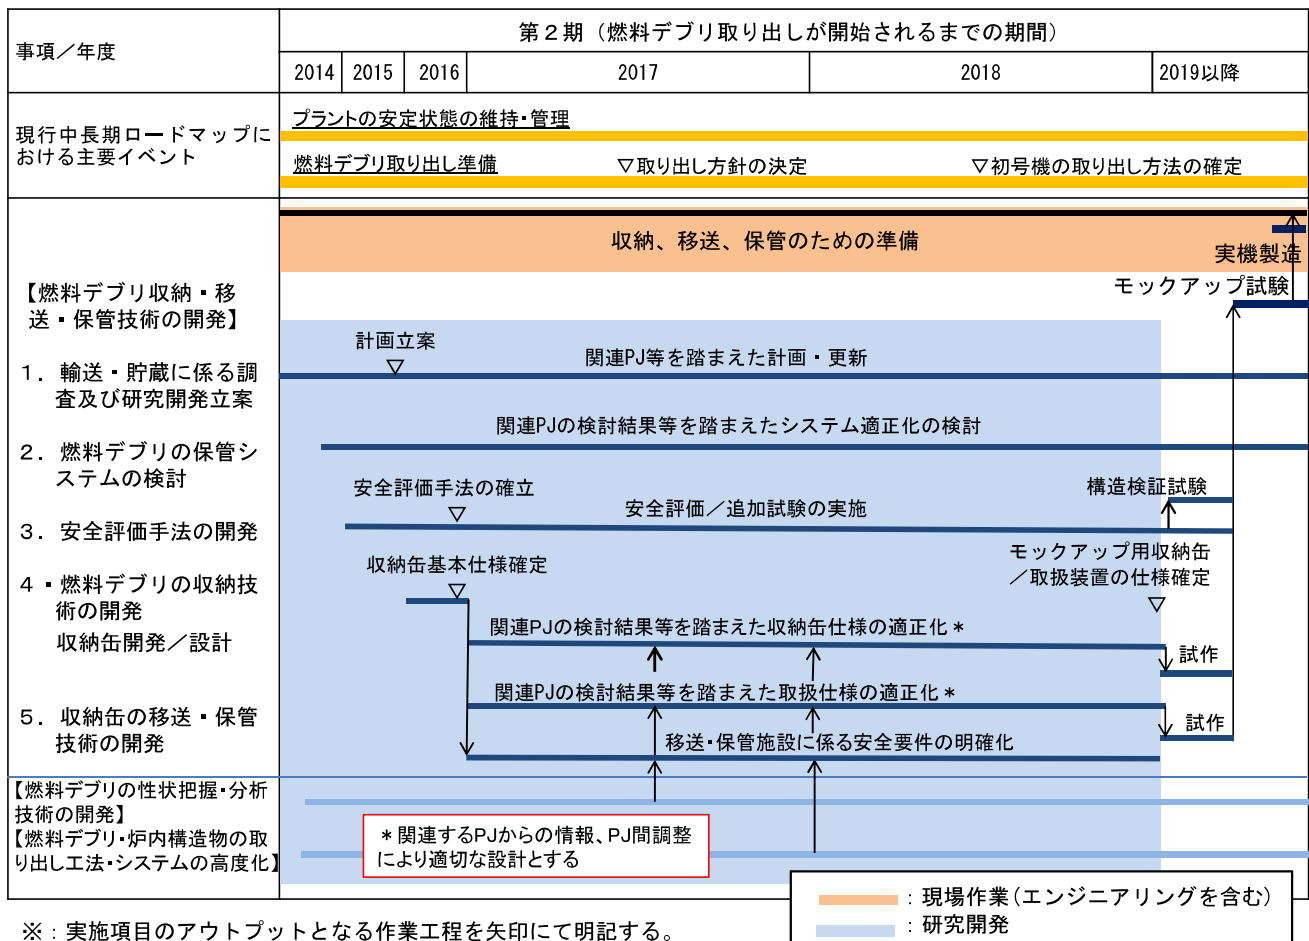 事項／年度
第２期（燃料デブリ取り出しが開始されるまでの期間）
2014
2015
2016
2017
2018
2019以降
現行中長期ロードマップに
おける主要イベント
プラントの安定状態の維持・管理
燃料デブリ取り出し準備
▽取り出し方針の決定
▽初号機の取り出し方法の確定
収納、移送、保管のための準備
実機製造
モックアップ試験
【燃料デブリ収納・移
送・保管技術の開発】
計画立案
▽
関連PJ等を踏まえた計画・更新
１．輸送・貯蔵に係る調
査及び研究開発立案
関連PJの検討結果等を踏まえたシステム適正化の検討
２．燃料デブリの保管シ
ステムの検討
安全評価手法の確立
▽
安全評価／追加試験の実施
構造検証試験
３．安全評価手法の開発
収納缶基本仕様確定
▽
モックアップ用収納缶
／取扱装置の仕様確定
▽
４・燃料デブリの収納技
術の開発
収納缶開発／設計
関連PJの検討結果等を踏まえた収納缶仕様の適正化＊
試作
関連PJの検討結果等を踏まえた取扱仕様の適正化＊
試作
５．収納缶の移送・保管
技術の開発
移送・保管施設に係る安全要件の明確化
【燃料デブリの性状把握・分析
技術の開発】
【燃料デブリ・炉内構造物の取
り出し工法・システムの高度化】
＊関連するPJからの情報、PJ間調整
により適切な設計とする
：現場作業（エンジニアリングを含む）
：研究開発
※：実施項目のアウトプットとなる作業工程を矢印にて明記する。